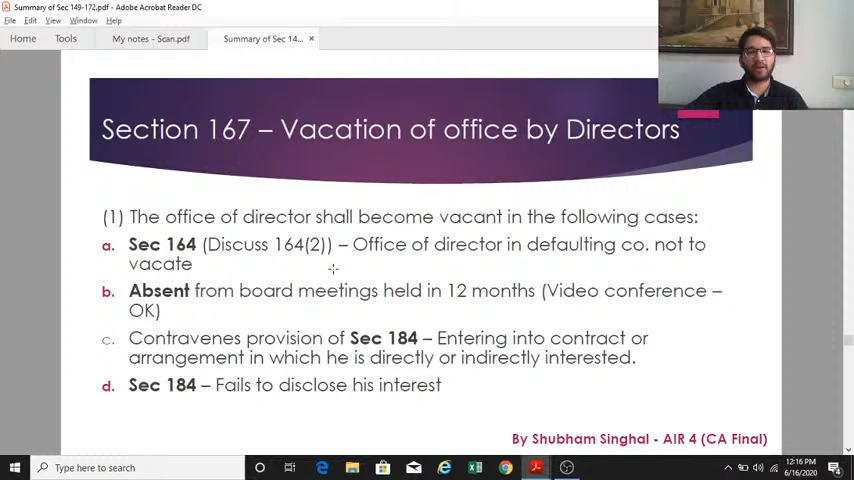 Summary of Sec 149-172.pdf - Adobe Acrobat Reader DC
File Edit View Window Help
Home Tools My notes - Scan.pdf Summary of Sec 14... ×
Section 167 – Vacation of office by Directors
(1) The office of director shall become vacant in the following cases:
a. Sec 164 (Discuss 164(2)) – Office of director in defaulting co. not to
vacate
b. Absent from board meetings held in 12 months (Video conference –
OK)
c. Contravenes provision of Sec 184 – Entering into contract or
arrangement in which he is directly or indirectly interested.
d. Sec 184 – Fails to disclose his interest
By Shubham Singhal - AIR 4 (CA Final)
Type here to search
12:16 PM
6/16/2020
4